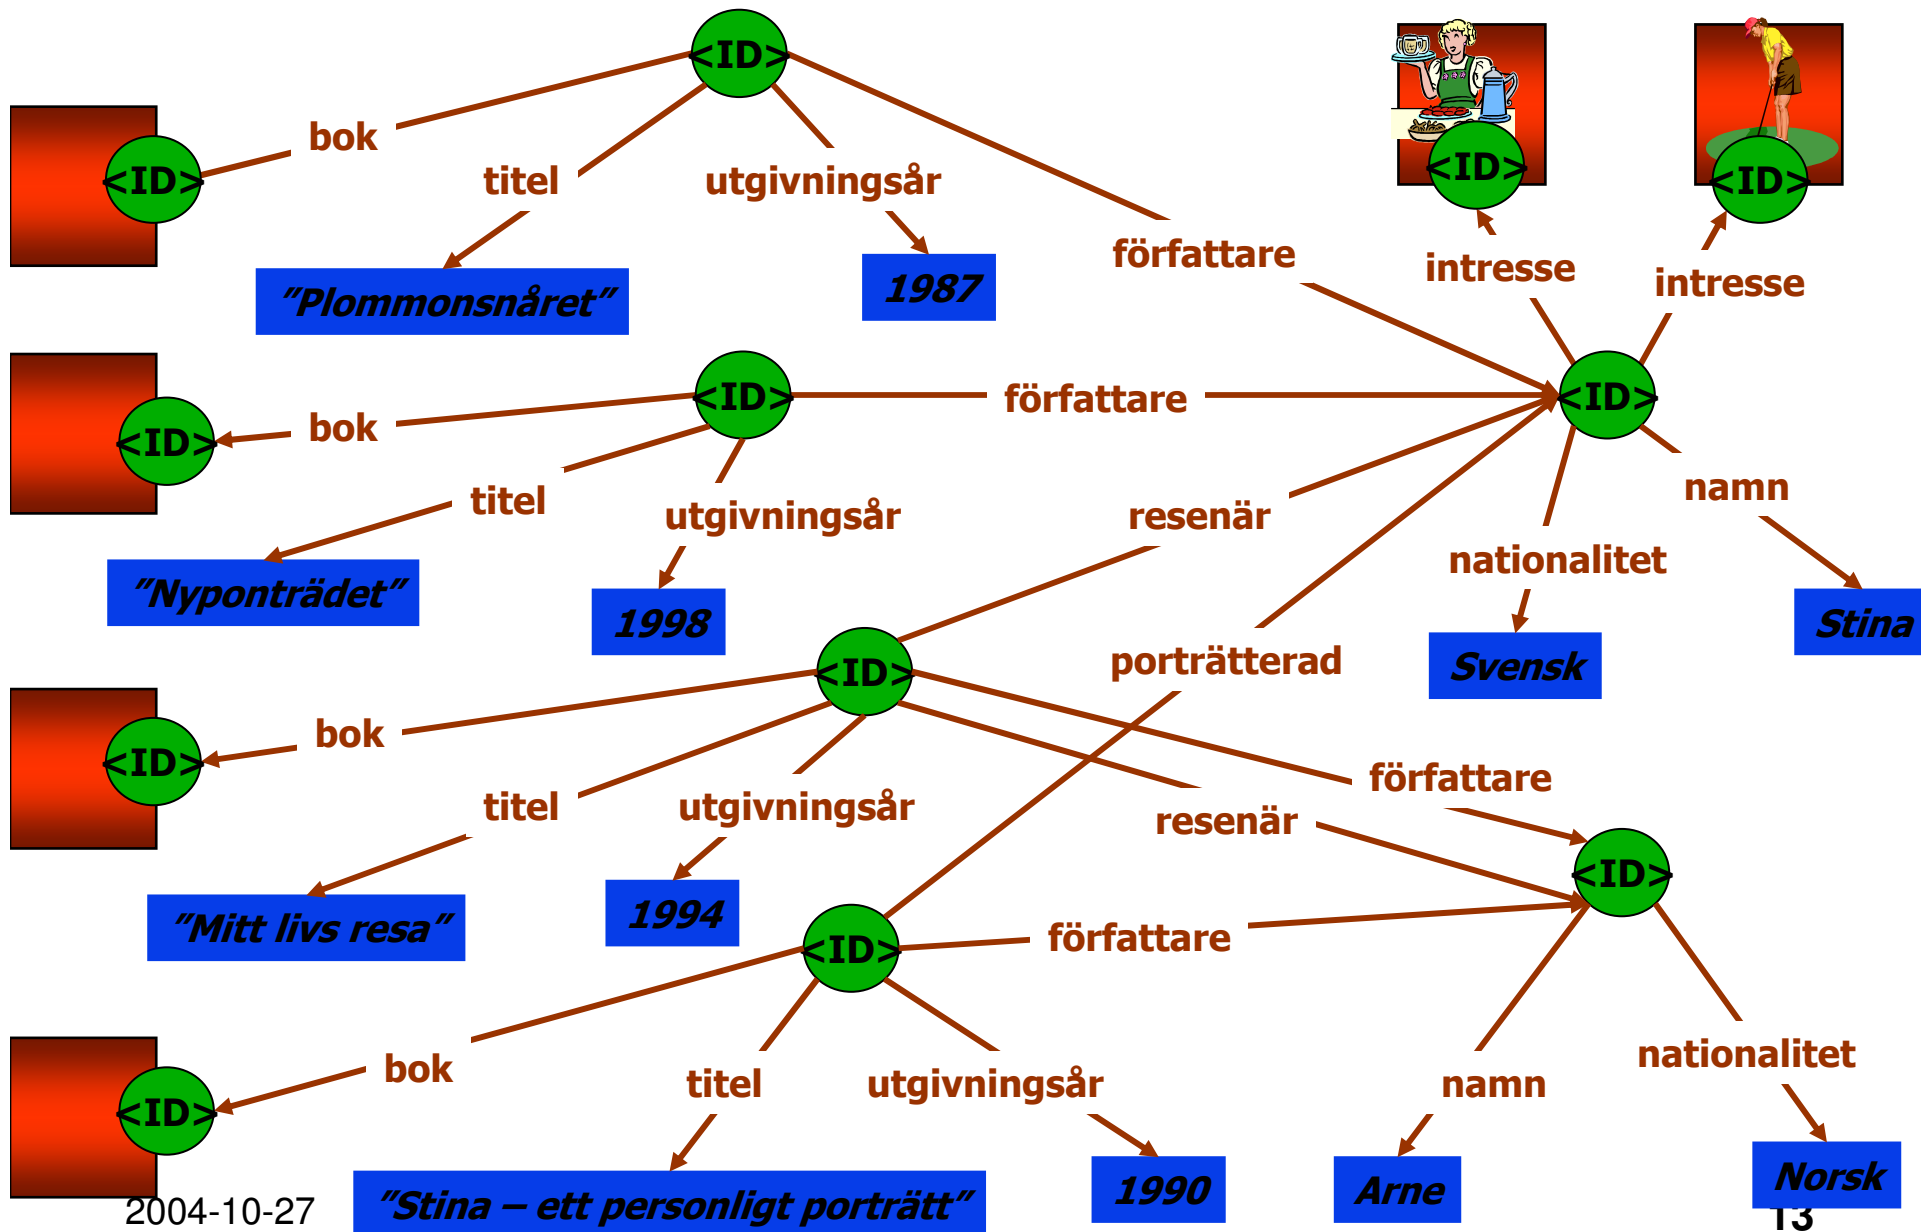 <ID>
bok
<ID>
titel
utgivningsår
författare
"Plommonsnåret"
1987
<ID>
<ID>
intresse
intresse
<ID>
bok
<ID>
författare
<ID>
titel
utgivningsår
resenär
namn
nationalitet
"Nyponträdet"
1998
Stina
Svensk
<ID>
porträtterad
bok
<ID>
titel
utgivningsår
författare
resenär
"Mitt livs resa"
1994
<ID>
<ID>
författare
bok
<ID>
titel
utgivningsår
namn
nationalitet
"Stina – ett personligt porträtt"
1990
Arne
Norsk
2004-10-27
13